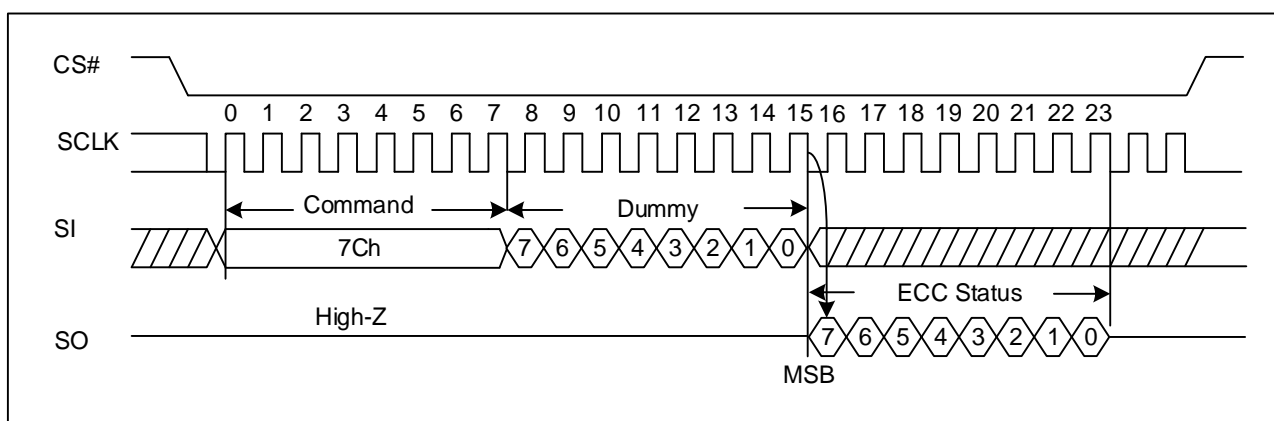 CS#
0 1 2 3 4 5 6 7 8 9 10 11 12 13 14 15 16 17 18 19 20 21 22 23
SCLK
Command Dummy
SI
7Ch 7 6 5 4 3 2 1 0
ECC Status
High-Z
SO 7 6 5 4 3 2 1 0
MSB